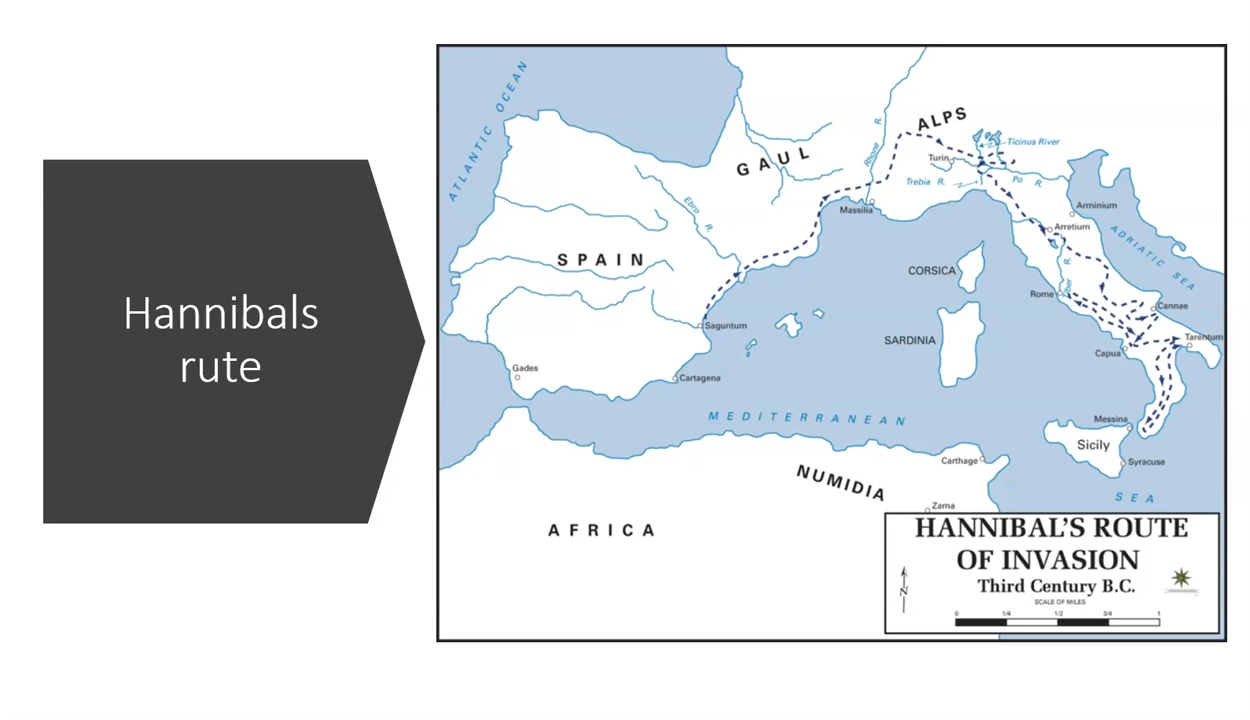 Hannibals
rute
ATLANTIC OCEAN
GAUL
Rhone R.
ALPS
Ticinus River
Turin
Trebia R.
Po R.
Massilia
Arminium
Arretium
Ebro R.
ADRIATIC SEA
SPAIN
CORSICA
Tiber R.
Rome
Cannae
Saguntum
SARDINIA
Tarentum
Capua
Gades
Cartagena
MEDITERRANEAN
Messina
Sicily
Carthage
Syracuse
NUMIDIA
SEA
Zama
AFRICA
HANNIBAL'S ROUTE
OF INVASION
Third Century B.C.
N
SCALE OF MILES
0 1/4 1/2 3/4 1